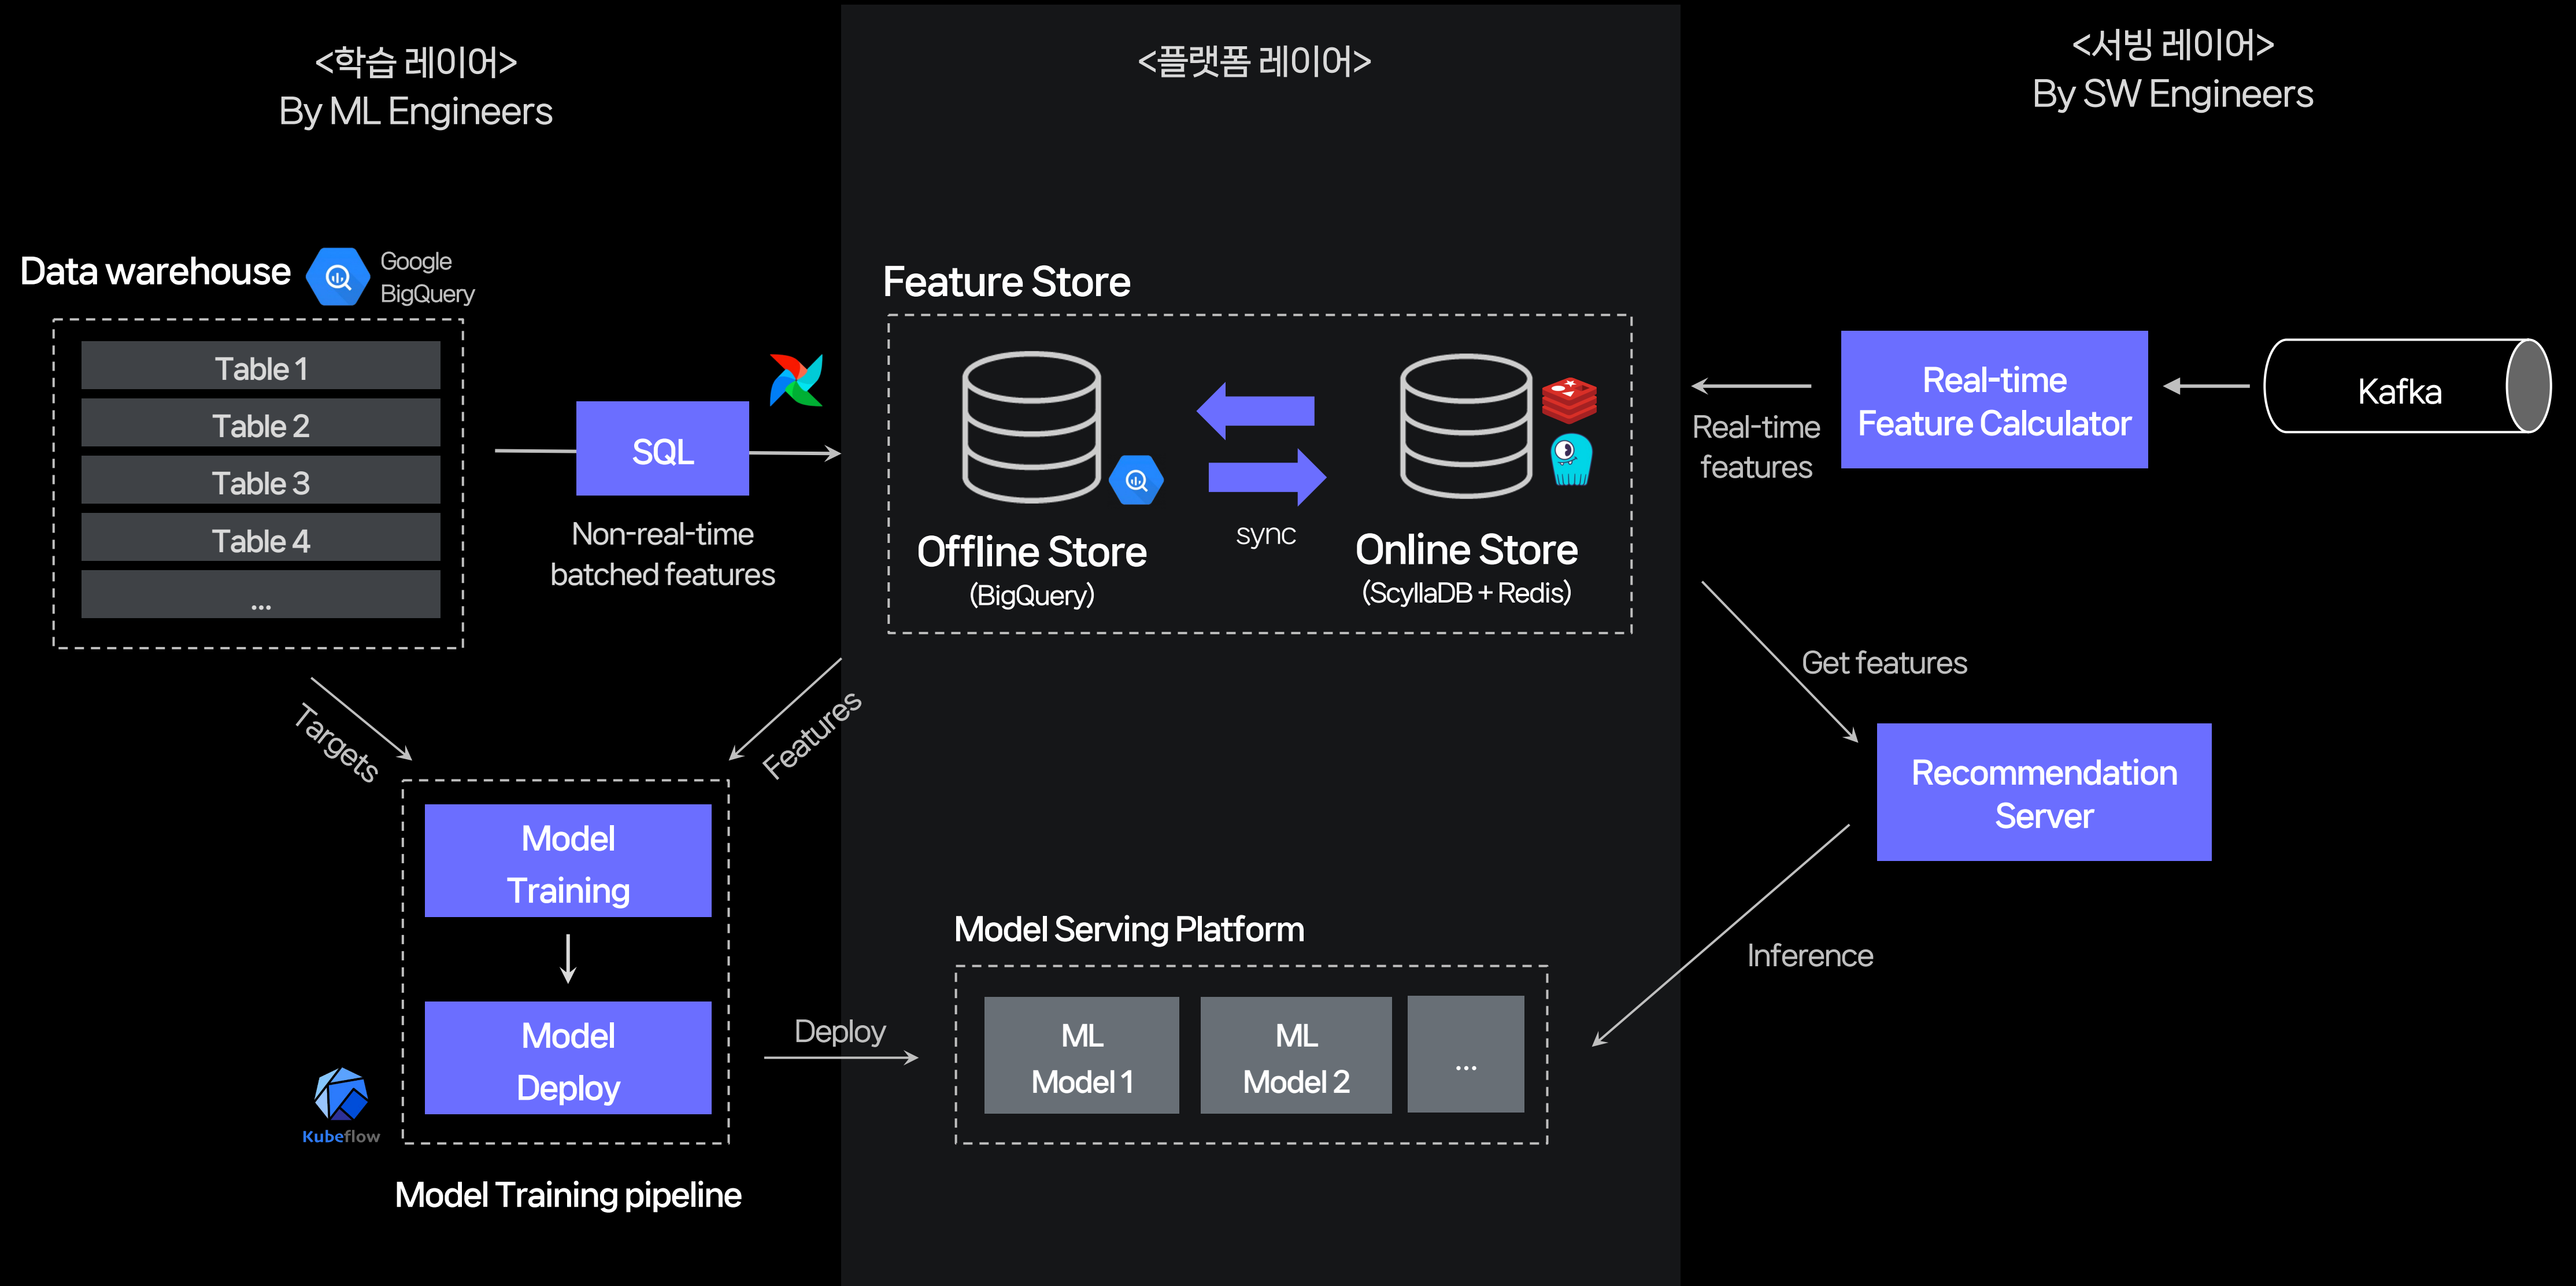 <학습 레이어>
By ML Engineers
<플랫폼 레이어>
<서빙 레이어>
By SW Engineers
Data warehouse
Google
BigQuery
Table 1
Table 2
Table 3
Table 4
...
SQL
Non-real-time
batched features
Feature Store
Offline Store
(BigQuery)
sync
Online Store
(ScyllaDB + Redis)
Real-time
features
Real-time
Feature Calculator
Kafka
Targets
Features
Get features
Recommendation
Server
Inference
Model
Training
Model
Deploy
Kubeflow
Model Training pipeline
Deploy
Model Serving Platform
ML
Model 1
ML
Model 2
...